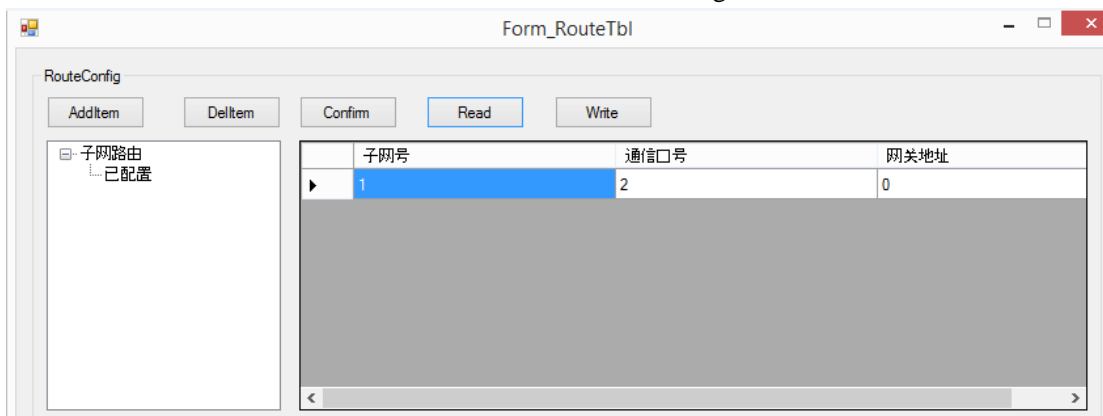 Form_RouteTbl
RouteConfig
AddItem DelItem Confirm Read Write
子网路由
已配置
子网号 通信口号 网关地址
1 2 0